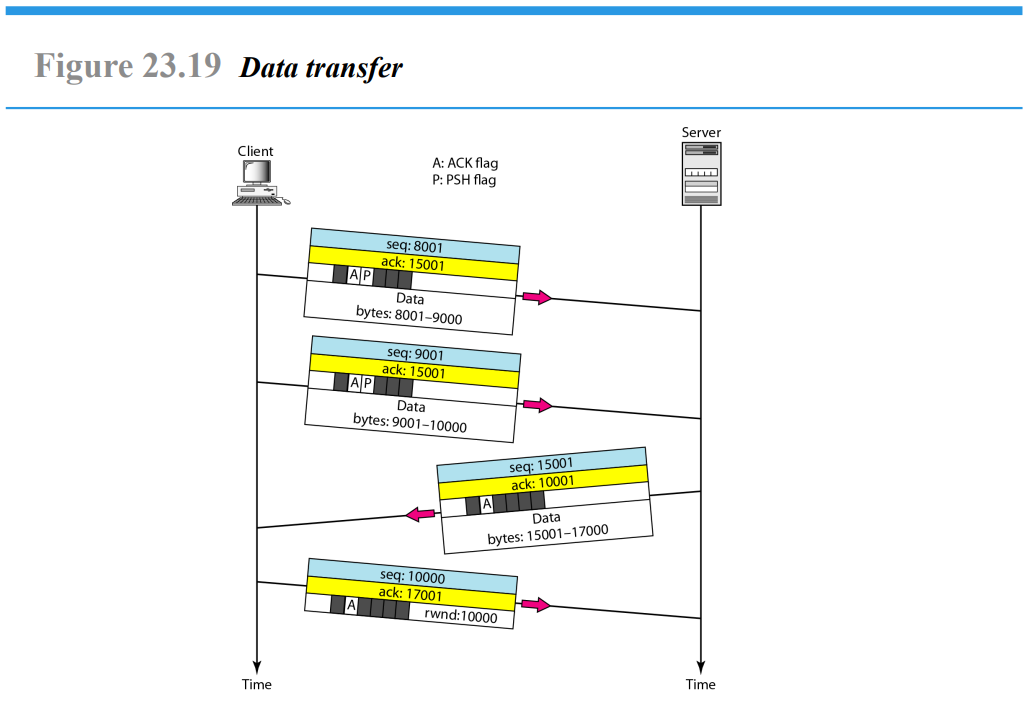 Figure 23.19 Data transfer
Server
Client
A: ACK flag
P: PSH flag
seq: 8001
ack: 15001
A P
Data
bytes: 8001–9000
seq: 9001
ack: 15001
A P
Data
bytes: 9001–10000
seq: 15001
ack: 10001
A
Data
bytes: 15001–17000
seq: 10000
ack: 17001
A
rwnd:10000
Time
Time